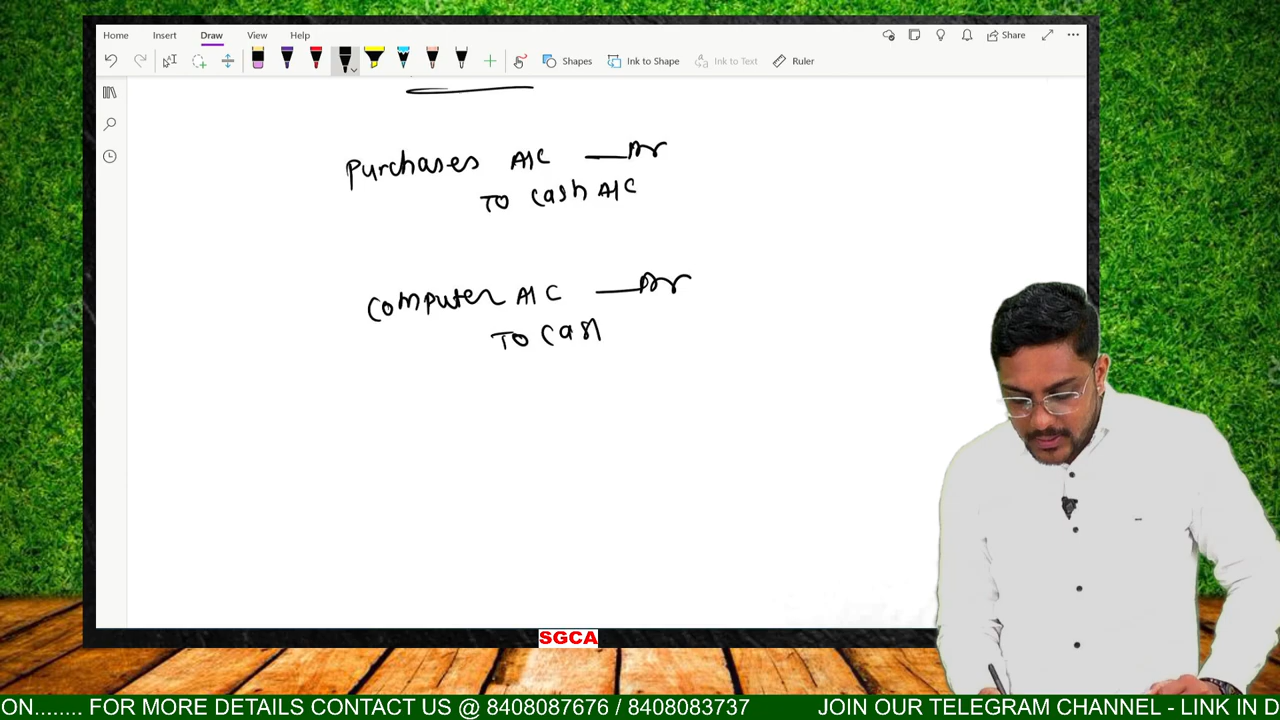 Home Insert Draw View Help
Share
Shapes Ink to Shape Ink to Text Ruler
Purchases A/C — Dr
TO Cash A/C
Computer A/C — Dr
TO Cash
SGCA
ON........ FOR MORE DETAILS CONTACT US @ 8408087676 / 8408083737 JOIN OUR TELEGRAM CHANNEL - LINK IN D